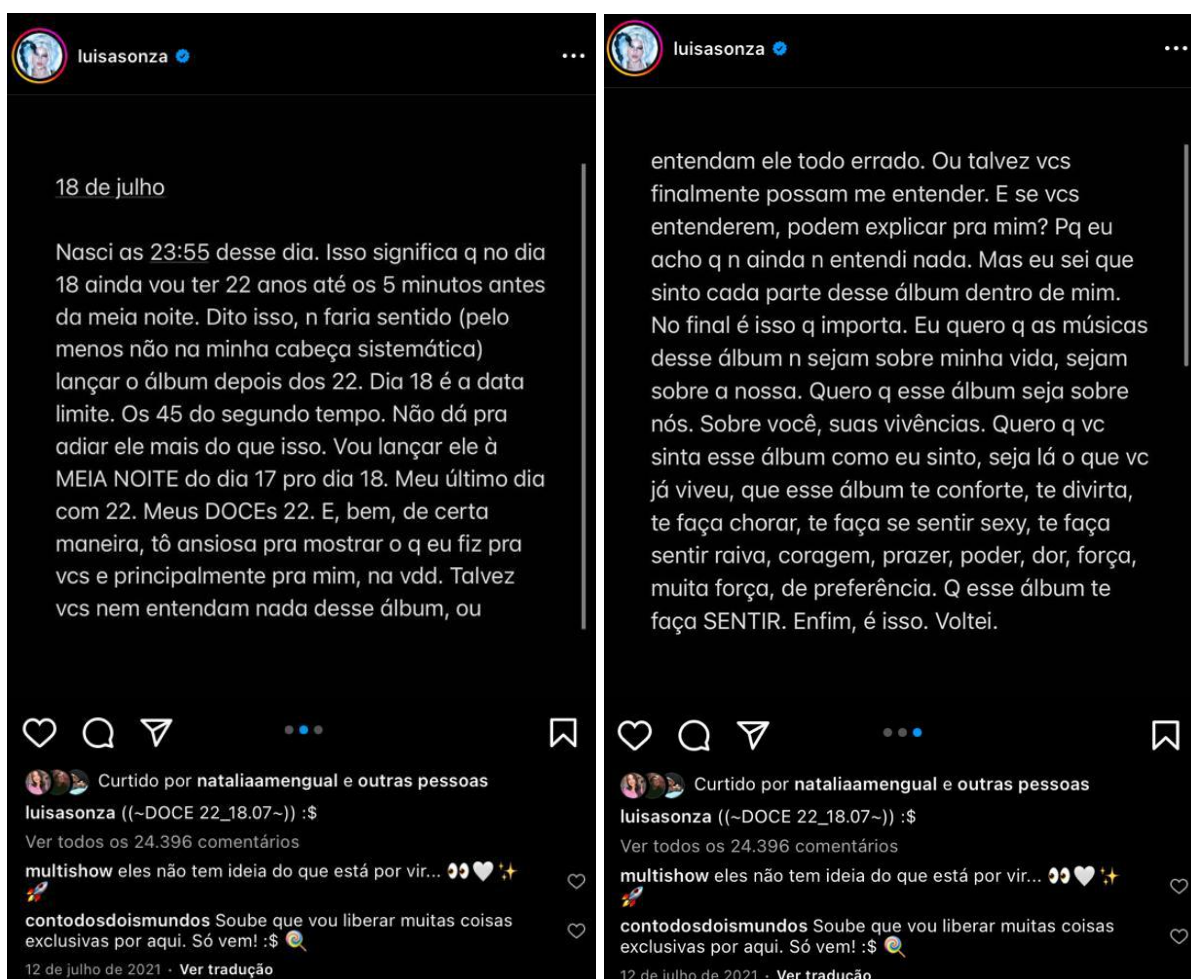 luisasonza
18 de julho
Nasci as 23:55 desse dia. Isso significa q no dia
18 ainda vou ter 22 anos até os 5 minutos antes
da meia noite. Dito isso, n faria sentido (pelo
menos não na minha cabeça sistemática)
lançar o álbum depois dos 22. Dia 18 é a data
limite. Os 45 do segundo tempo. Não dá pra
adiar ele mais do que isso. Vou lançar ele à
MEIA NOITE do dia 17 pro dia 18. Meu último dia
com 22. Meus DOCEs 22. E, bem, de certa
maneira, tô ansiosa pra mostrar o q eu fiz pra
vcs e principalmente pra mim, na vdd. Talvez
vcs nem entendam nada desse álbum, ou
Curtido por nataliaamengual e outras pessoas
luisasonza ((~DOCE 22_18.07~)) :$
Ver todos os 24.396 comentários
multishow eles não tem ideia do que está por vir... 👀🤍✨
🚀
contodosdoismundos Soube que vou liberar muitas coisas
exclusivas por aqui. Só vem! :$ 🍭
12 de julho de 2021 · Ver tradução
luisasonza
entendam ele todo errado. Ou talvez vcs
finalmente possam me entender. E se vcs
entenderem, podem explicar pra mim? Pq eu
acho q n ainda n entendi nada. Mas eu sei que
sinto cada parte desse álbum dentro de mim.
No final é isso q importa. Eu quero q as músicas
desse álbum n sejam sobre minha vida, sejam
sobre a nossa. Quero q esse álbum seja sobre
nós. Sobre você, suas vivências. Quero q vc
sinta esse álbum como eu sinto, seja lá o que vc
já viveu, que esse álbum te conforte, te divirta,
te faça chorar, te faça se sentir sexy, te faça
sentir raiva, coragem, prazer, poder, dor, força,
muita força, de preferência. Q esse álbum te
faça SENTIR. Enfim, é isso. Voltei.
Curtido por nataliaamengual e outras pessoas
luisasonza ((~DOCE 22_18.07~)) :$
Ver todos os 24.396 comentários
multishow eles não tem ideia do que está por vir... 👀🤍✨
🚀
contodosdoismundos Soube que vou liberar muitas coisas
exclusivas por aqui. Só vem! :$ 🍭
12 de julho de 2021 · Ver tradução